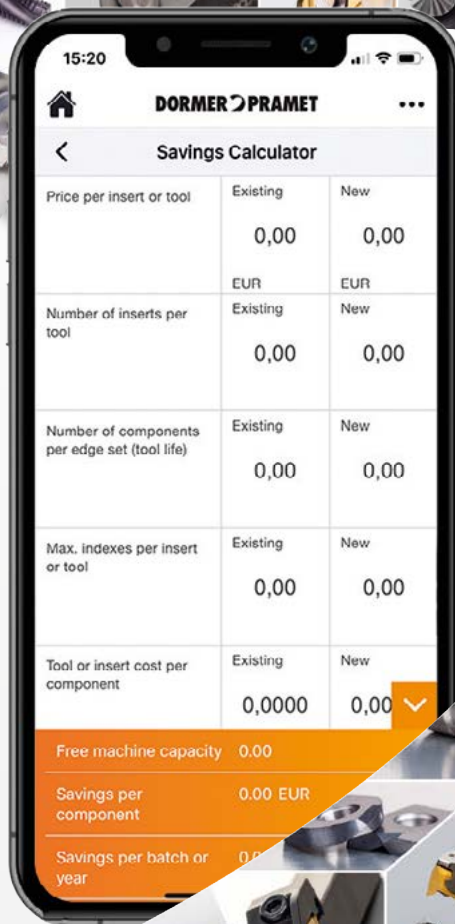 15:20
DORMER PRAMET
Savings Calculator
Price per insert or tool
Existing
New
0,00
0,00
EUR
EUR
Number of inserts per
tool
Existing
New
0,00
0,00
Number of components
per edge set (tool life)
Existing
New
0,00
0,00
Max. indexes per insert
or tool
Existing
New
0,00
0,00
Tool or insert cost per
component
Existing
New
0,0000
0,00
Free machine capacity 0.00
Savings per
component
0.00 EUR
Savings per batch or
year